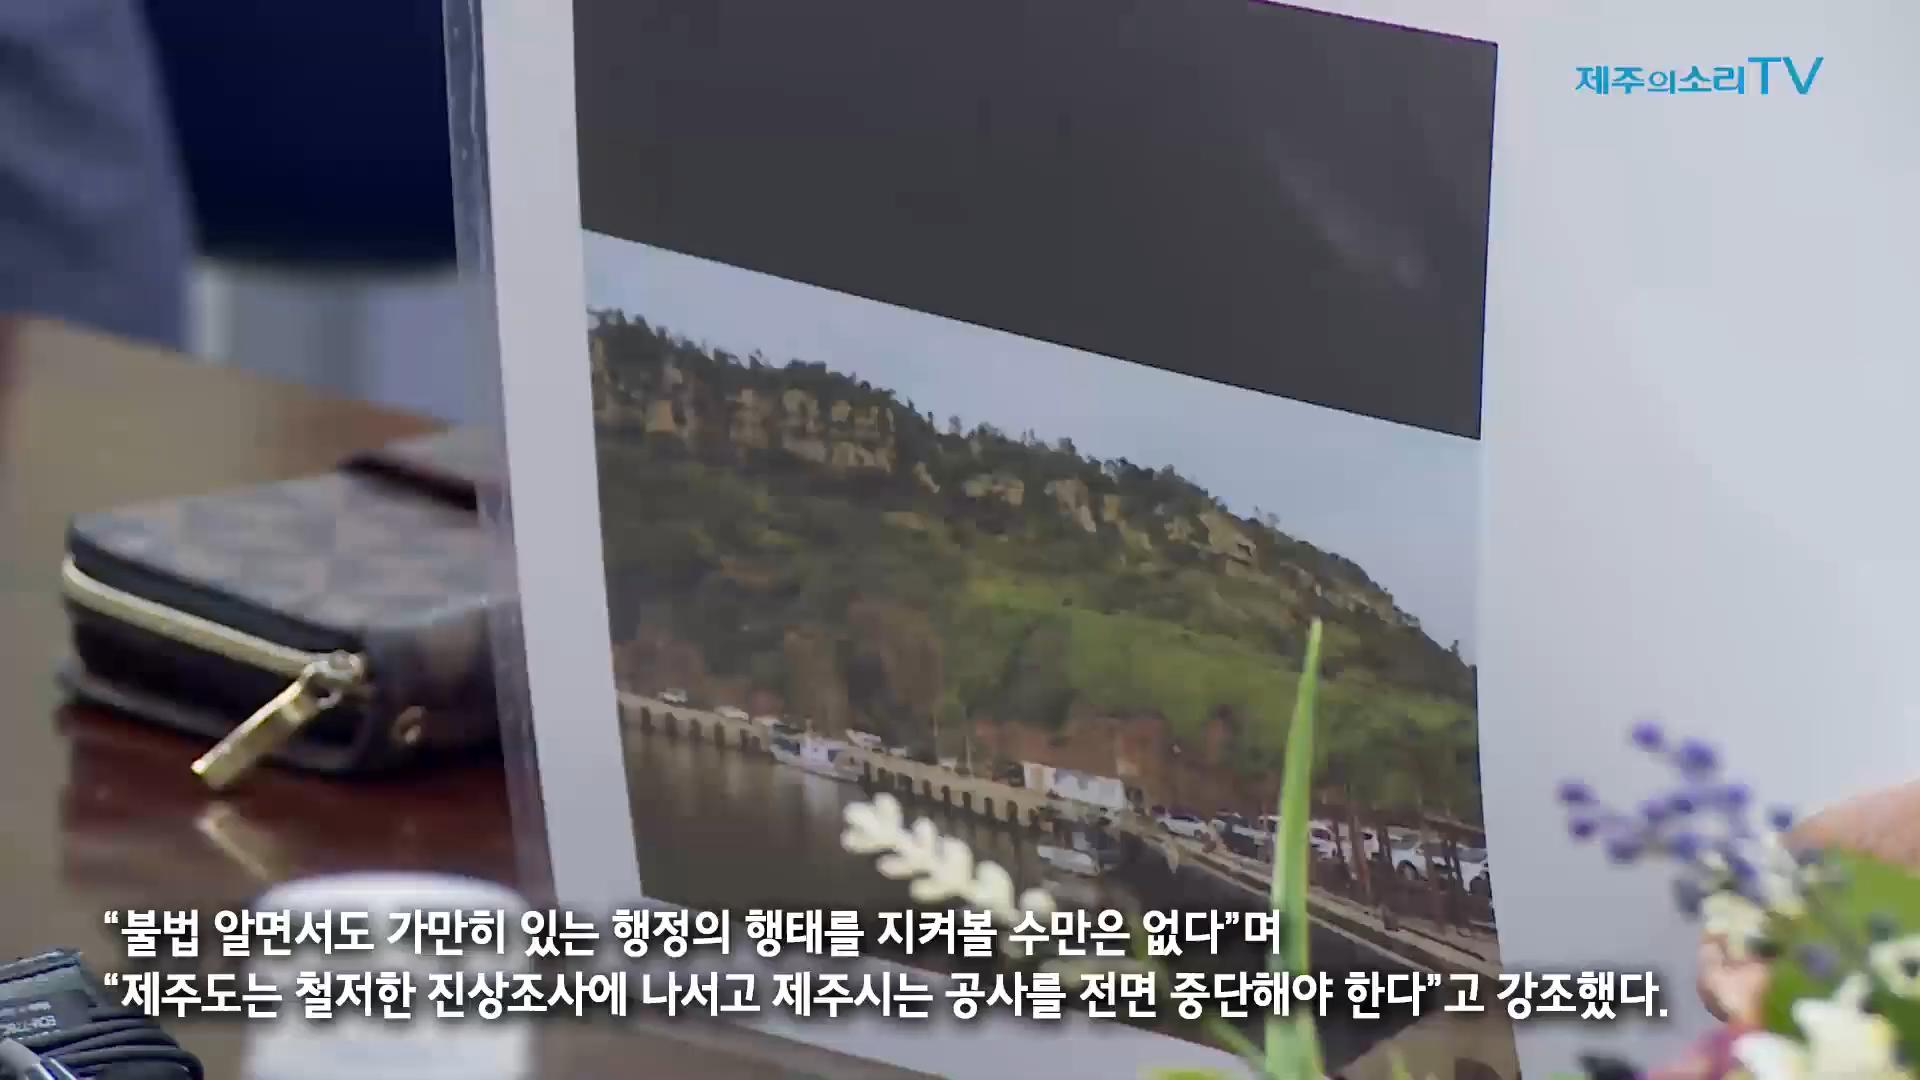 제주의소리TV
“불법 알면서도 가만히 있는 행정의 행태를 지켜볼 수만은 없다”며
“제주도는 철저한 진상조사에 나서고 제주시는 공사를 전면 중단해야 한다”고 강조했다.